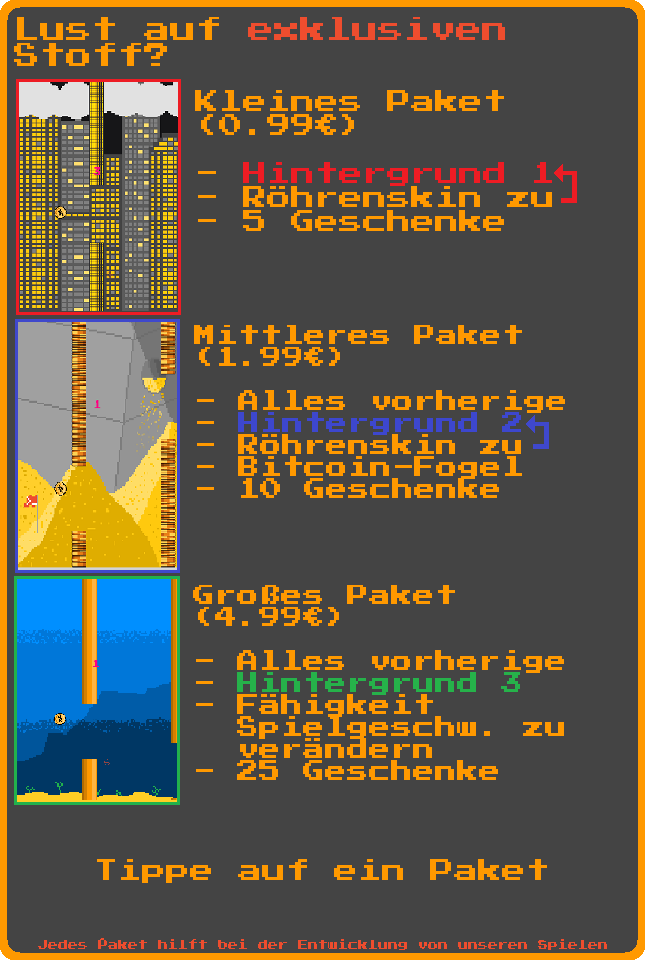 Lust auf exklusiven
Stoff?
Kleines Paket
(0.99€)
- Hintergrund 1
- Röhrenskin zu
- 5 Geschenke
Mittleres Paket
(1.99€)
1
- Alles vorherige
- Hintergrund 2
- Röhrenskin zu
- Bitcoin-Fogel
- 10 Geschenke
Großes Paket
(4.99€)
1
- Alles vorherige
- Hintergrund 3
- Fähigkeit
Spielgeschw. zu
verändern
- 25 Geschenke
Tippe auf ein Paket
Jedes Paket hilft bei der Entwicklung von unseren Spielen